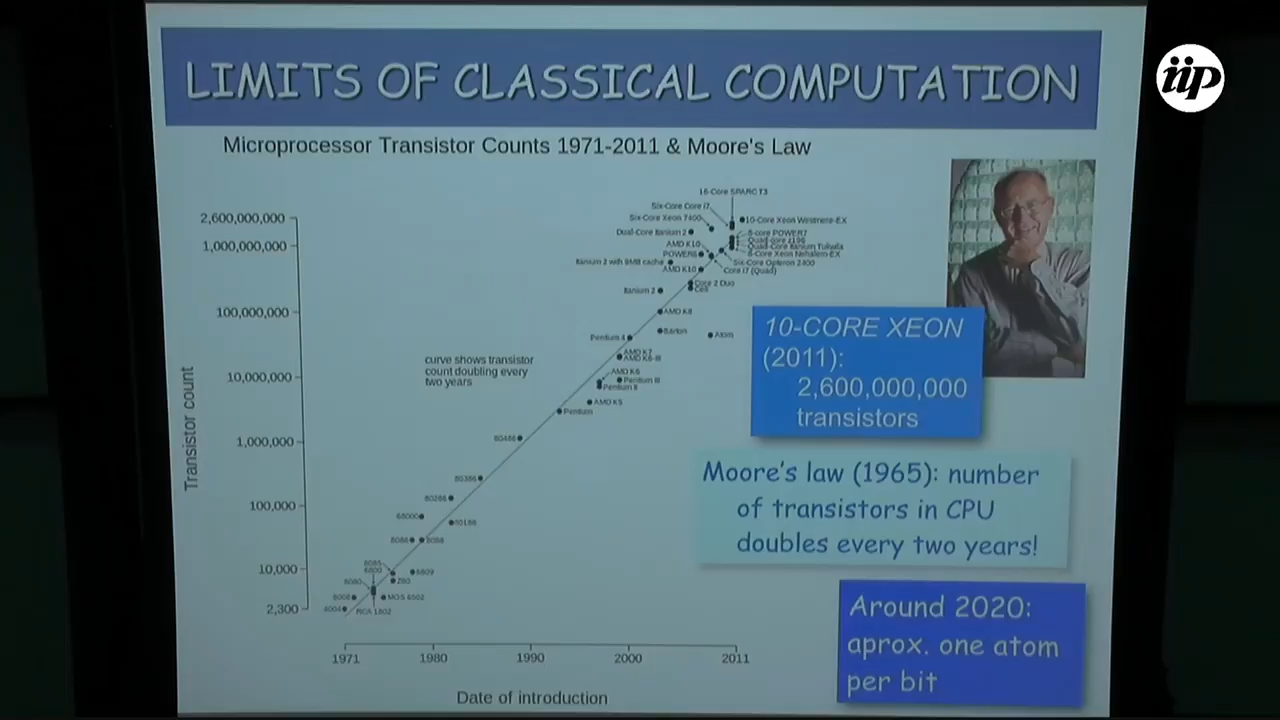 LIMITS OF CLASSICAL COMPUTATION
iip
Microprocessor Transistor Counts 1971-2011 & Moore's Law
16-Core SPARC T3
Six-Core Core i7
Six-Core Xeon 7400
10-Core Xeon Westmere-EX
Dual-Core Itanium 2
8-core POWER7
Quad-core z196
AMD K10
Quad-Core Itanium Tukwila
POWER6
8-Core Xeon Nehalem-EX
Itanium 2 with 9MB cache
Six-Core Opteron 2400
AMD K10
Core i7 (Quad)
Core 2 Duo
Itanium 2
Cell
AMD K8
Pentium 4
Barton
Atom
AMD K7
AMD K6-III
AMD K6
Pentium III
Pentium II
AMD K5
Pentium
80486
80386
80286
68000
80186
8086
8088
8085
6800
6809
8080
Z80
8008
MOS 6502
4004
RCA 1802
2,600,000,000
1,000,000,000
100,000,000
10,000,000
1,000,000
100,000
10,000
2,300
Transistor count
curve shows transistor
count doubling every
two years
1971
1980
1990
2000
2011
Date of introduction
10-CORE XEON
(2011):
2,600,000,000
transistors
Moore's law (1965): number
of transistors in CPU
doubles every two years!
Around 2020:
aprox. one atom
per bit